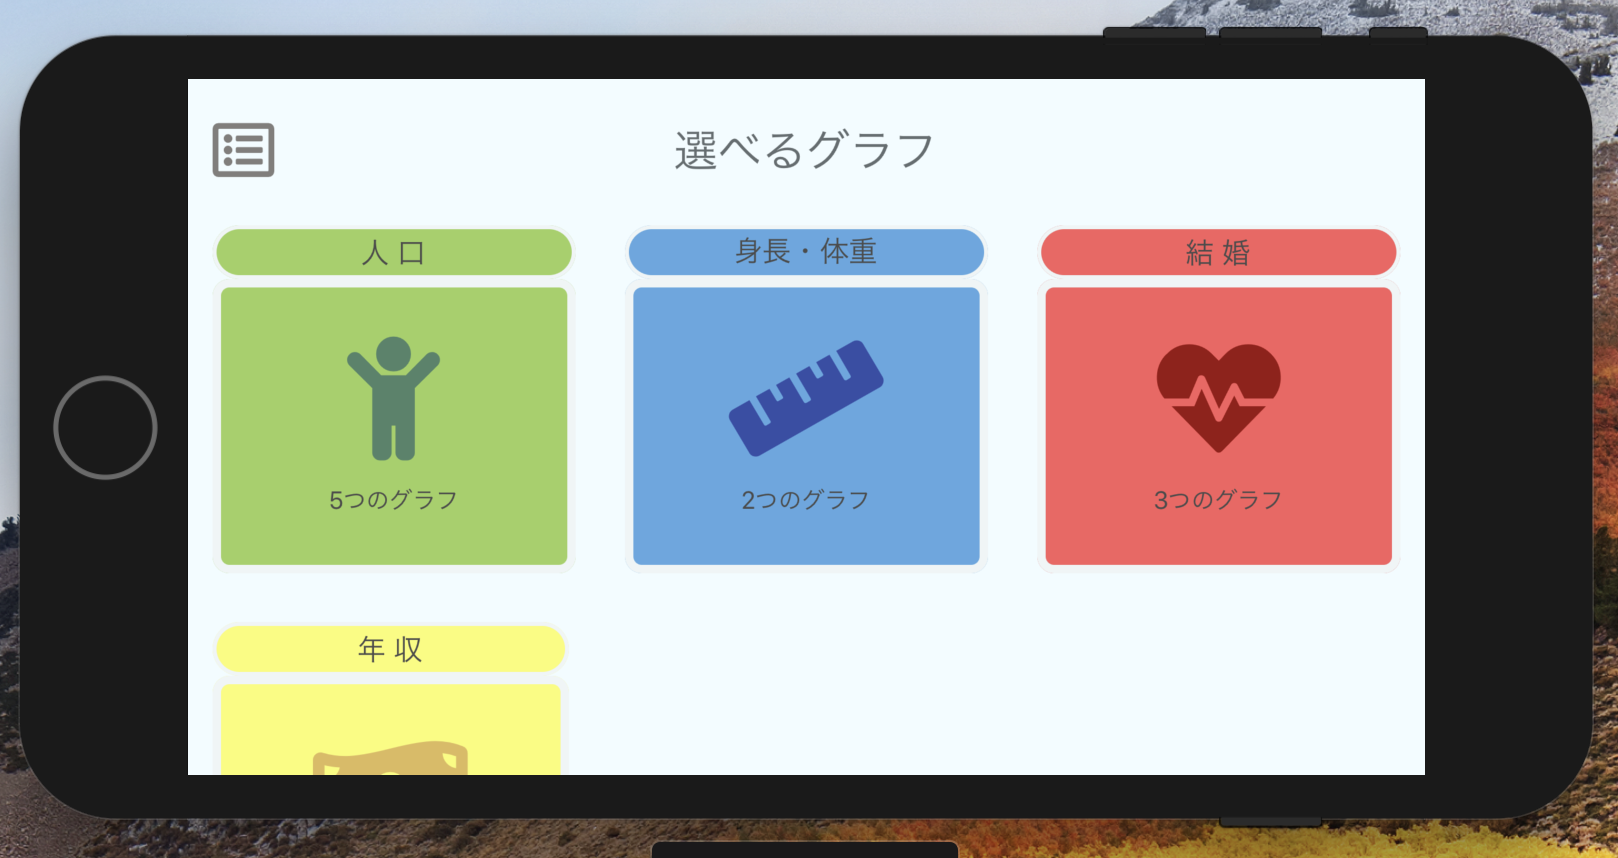 選べるグラフ
人 口
身長・体重
結 婚
5つのグラフ
2つのグラフ
3つのグラフ
年 収